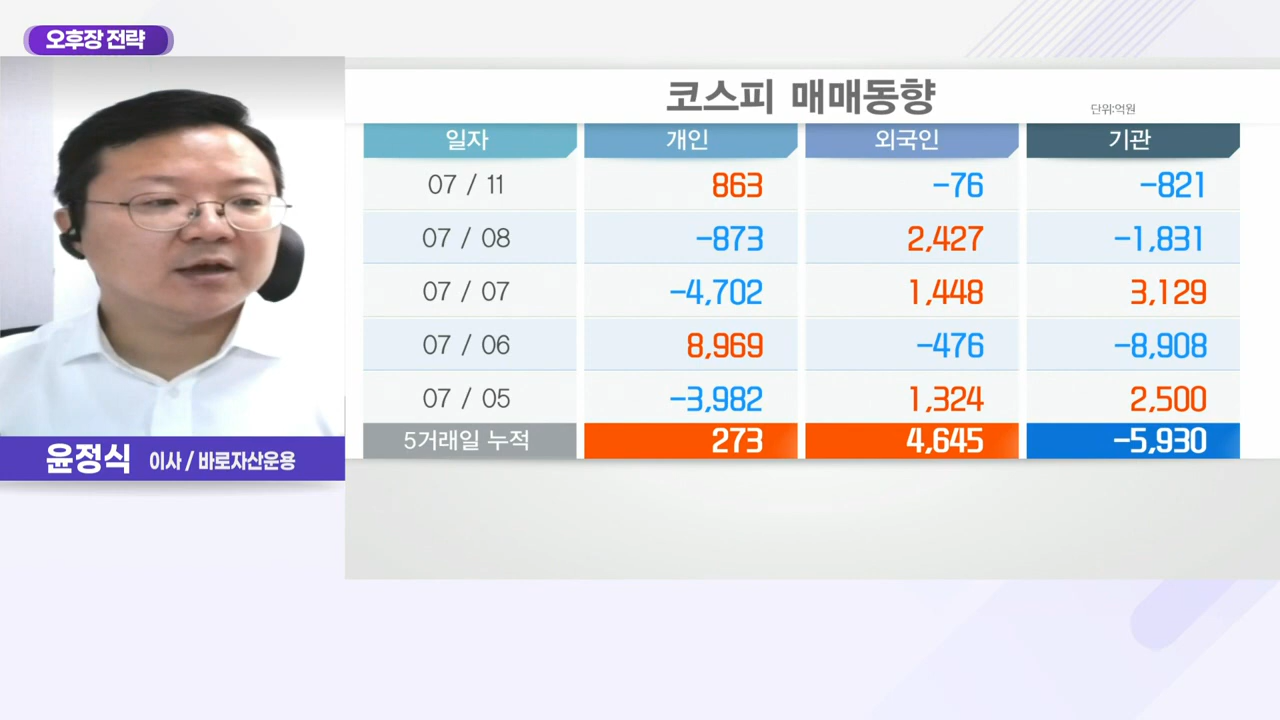 오후장 전략
코스피 매매동향
단위:억원
일자 개인 외국인 기관
07 / 11 863 -76 -821
07 / 08 -873 2,427 -1,831
07 / 07 -4,702 1,448 3,129
07 / 06 8,969 -476 -8,908
07 / 05 -3,982 1,324 2,500
5거래일 누적 273 4,645 -5,930
윤정식 이사 / 바로자산운용